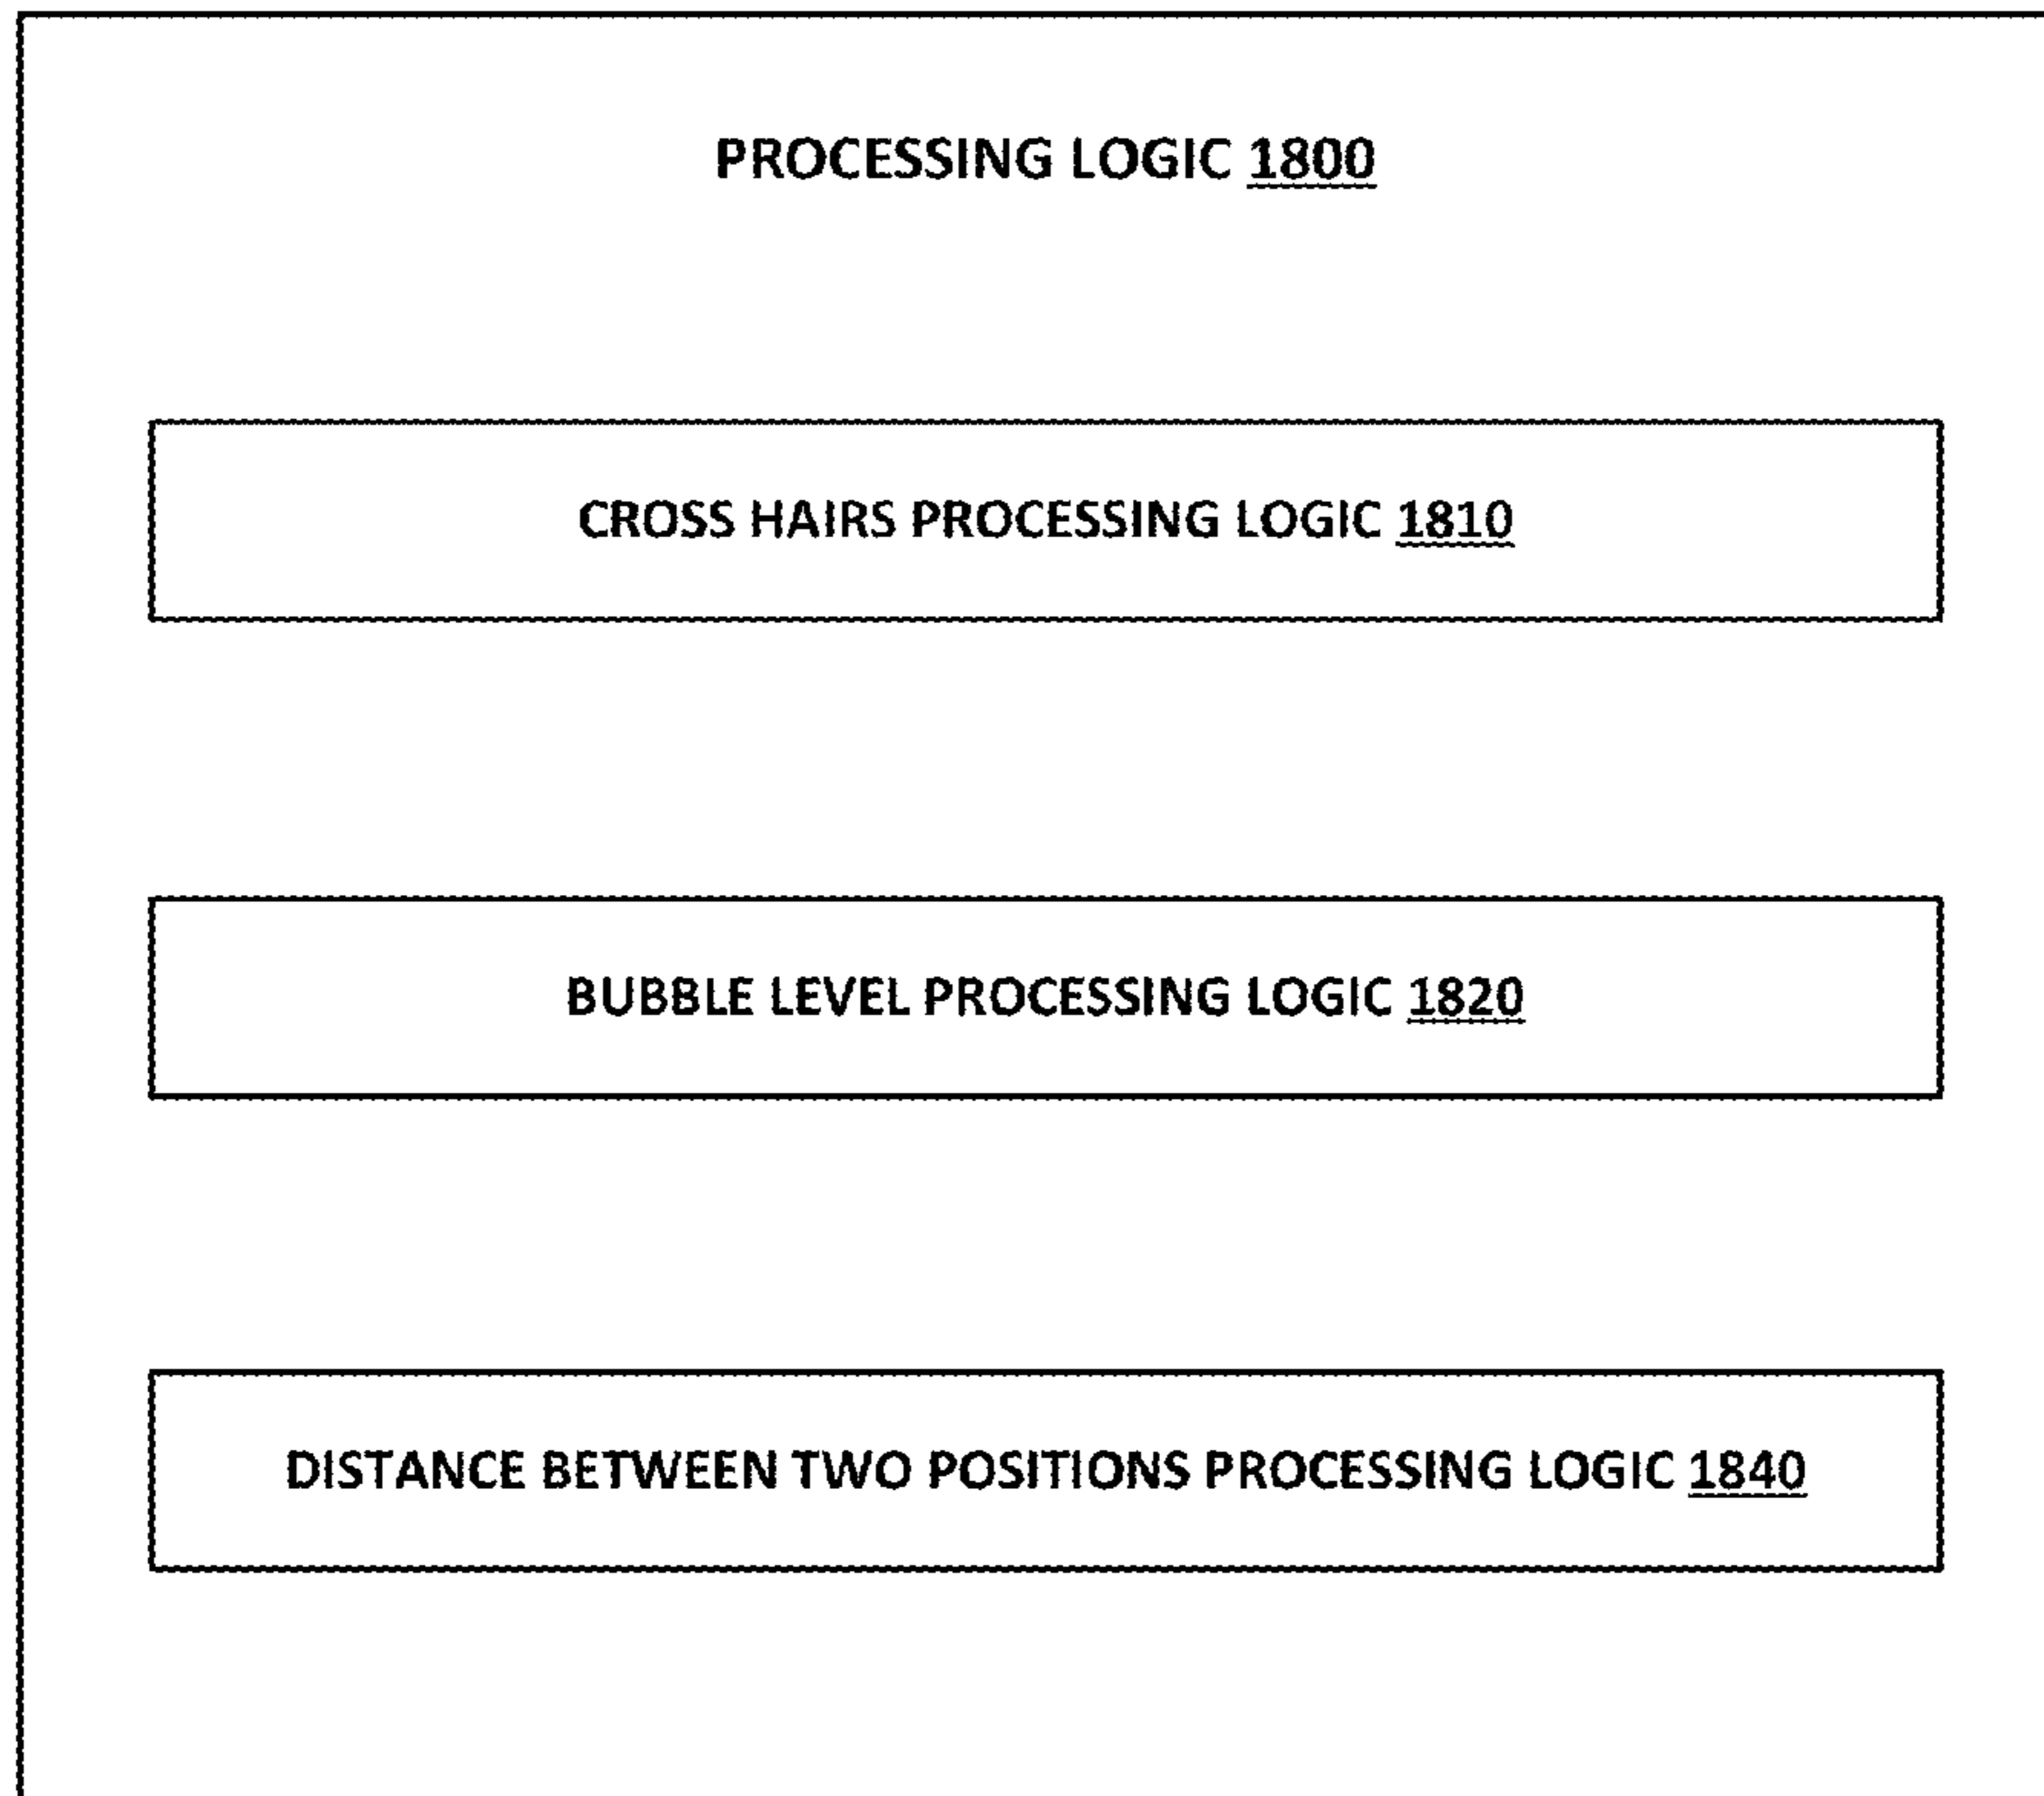 PROCESSING LOGIC 1800
CROSS HAIRS PROCESSING LOGIC 1810
BUBBLE LEVEL PROCESSING LOGIC 1820
DISTANCE BETWEEN TWO POSITIONS PROCESSING LOGIC 1840